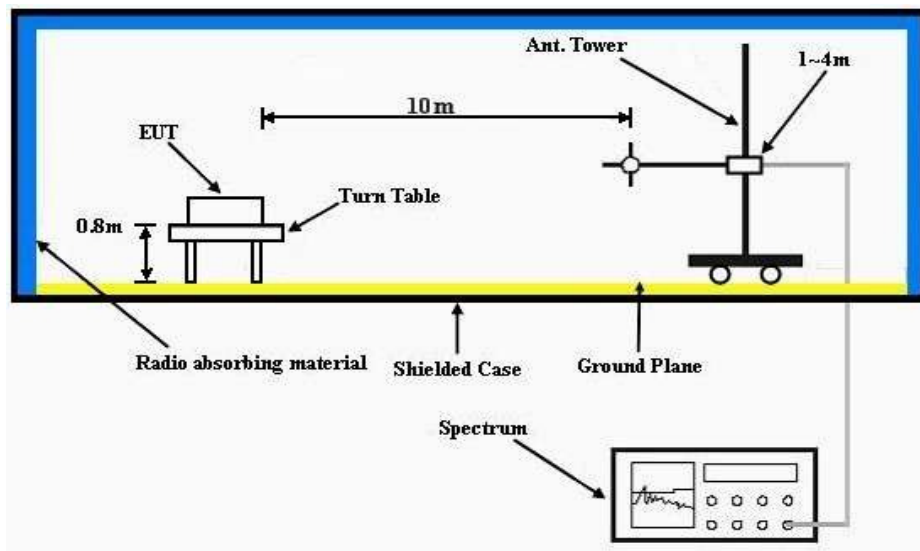 Ant. Tower
1~4m
10m
EUT
Turn Table
0.8m
Radio absorbing material
Shielded Case
Ground Plane
Spectrum